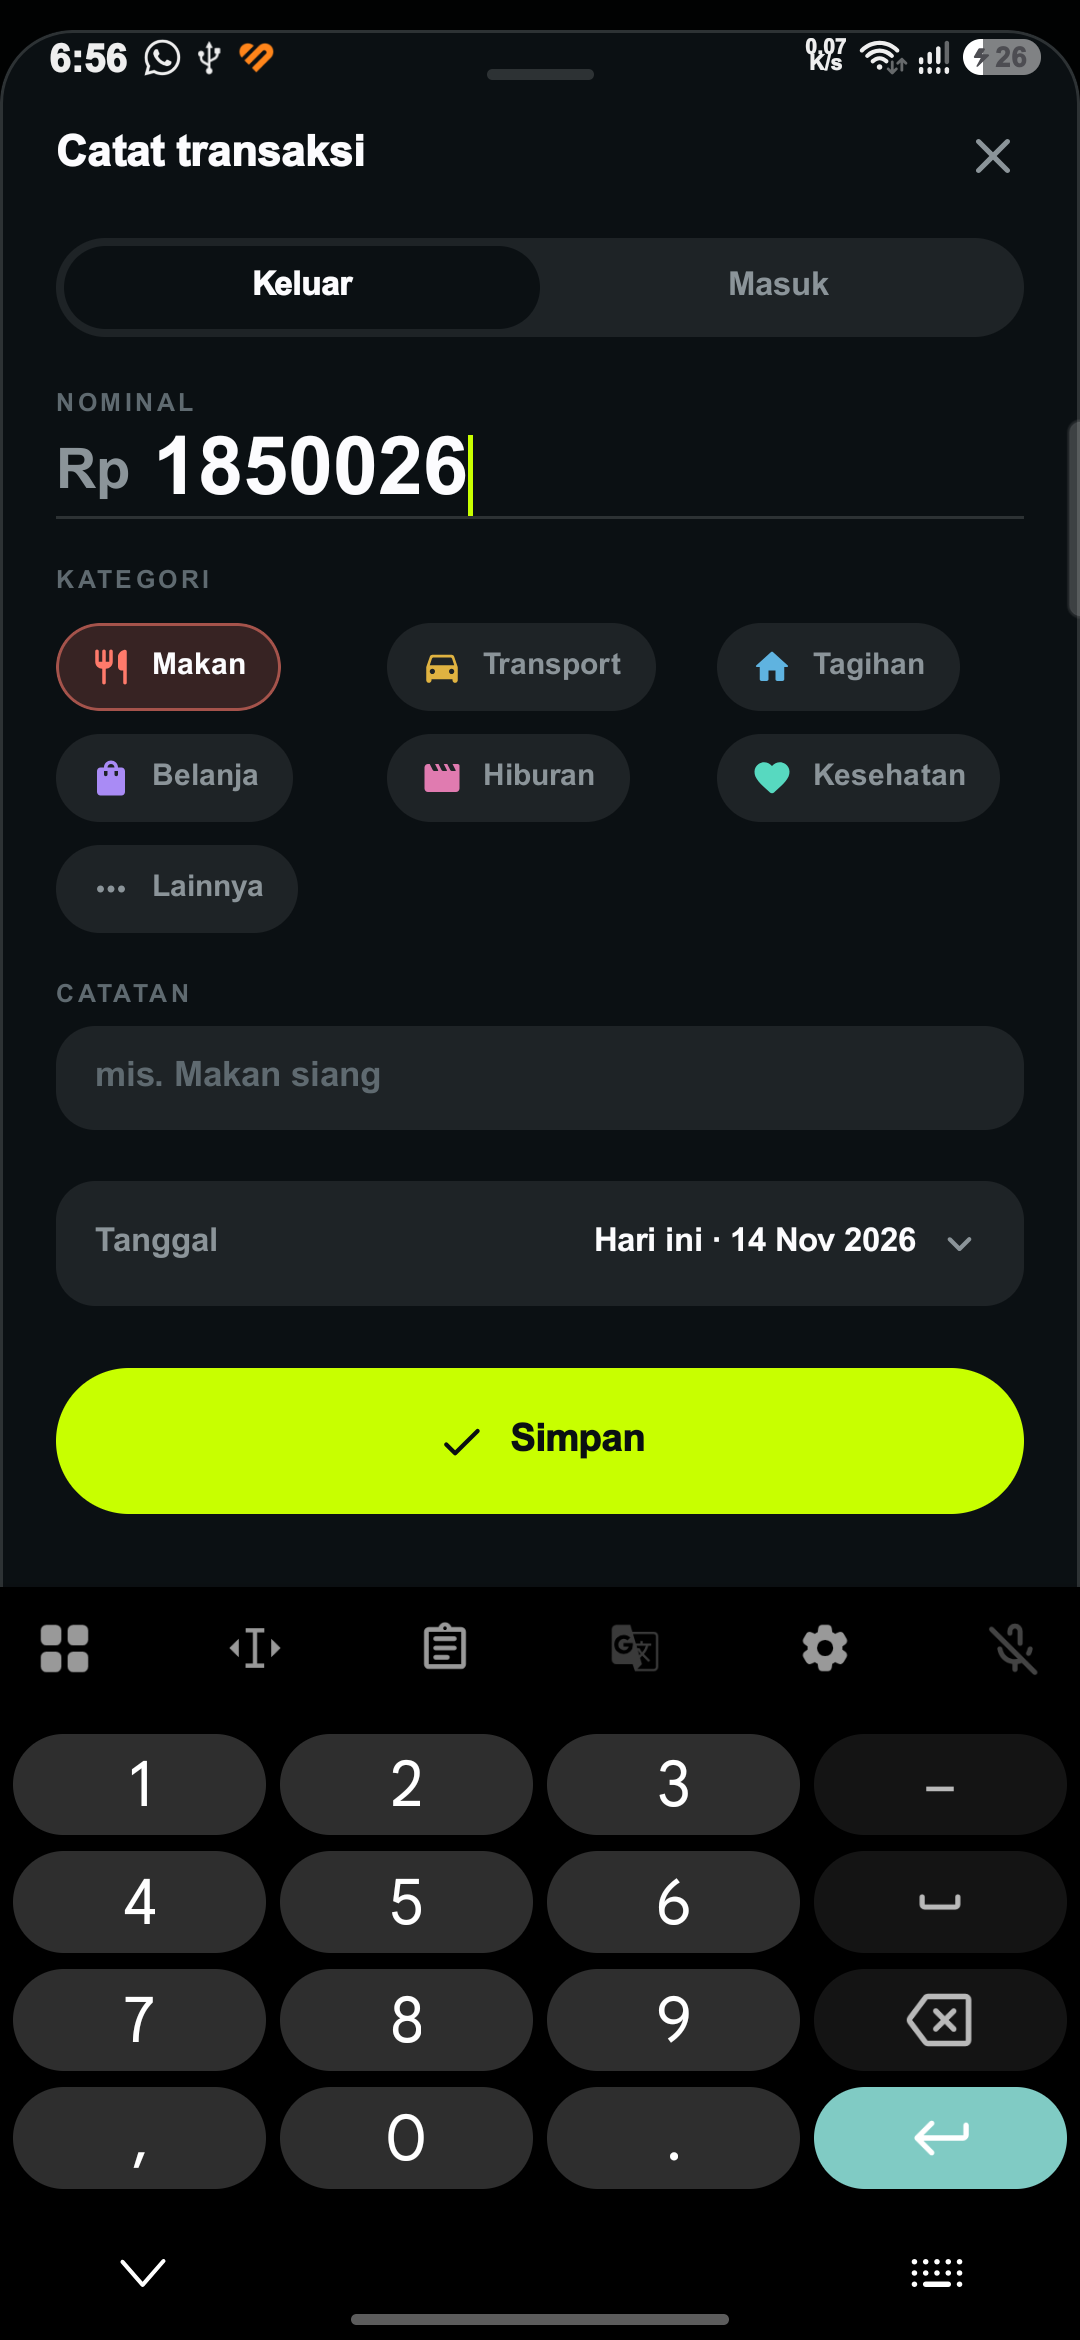 6:56
0.07
K/s
26
Catat transaksi
Keluar
Masuk
NOMINAL
Rp 1850026
KATEGORI
Makan
Transport
Tagihan
Belanja
Hiburan
Kesehatan
Lainnya
CATATAN
mis. Makan siang
Tanggal
Hari ini · 14 Nov 2026
Simpan
1 2 3 –
4 5 6
7 8 9
, 0 .